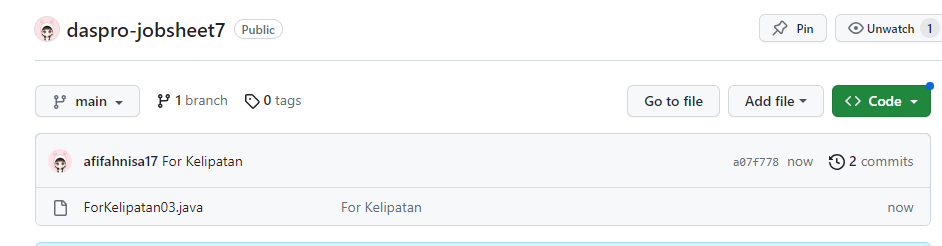 daspro-jobsheet7 Public Pin Unwatch 1
main 1 branch 0 tags Go to file Add file <> Code
afifahnisa17 For Kelipatan a07f778 now 2 commits
ForKelipatan03.java For Kelipatan now